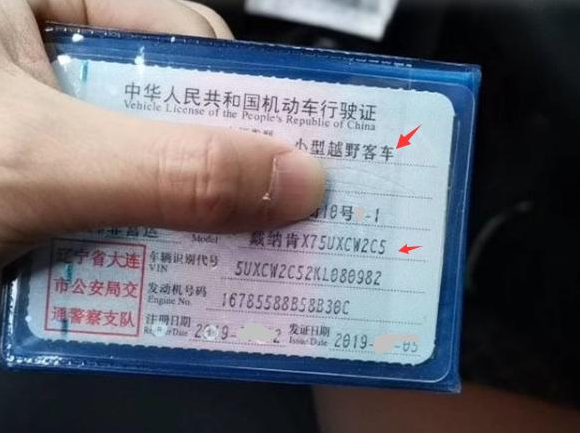 中华人民共和国机动车行驶证
Vehicle License of the People's Republic of China
小型越野客车
10号 -1
Model 戴纳肯X75UXCW2C5
车辆识别代号 VIN 5UXCW2C52KL080982
发动机号码 Engine No. 16785588B58B30C
注册日期 Register Date 2019- 2 发证日期 Issue Date 2019- -05
辽宁省大连
市公安局交
通警察支队